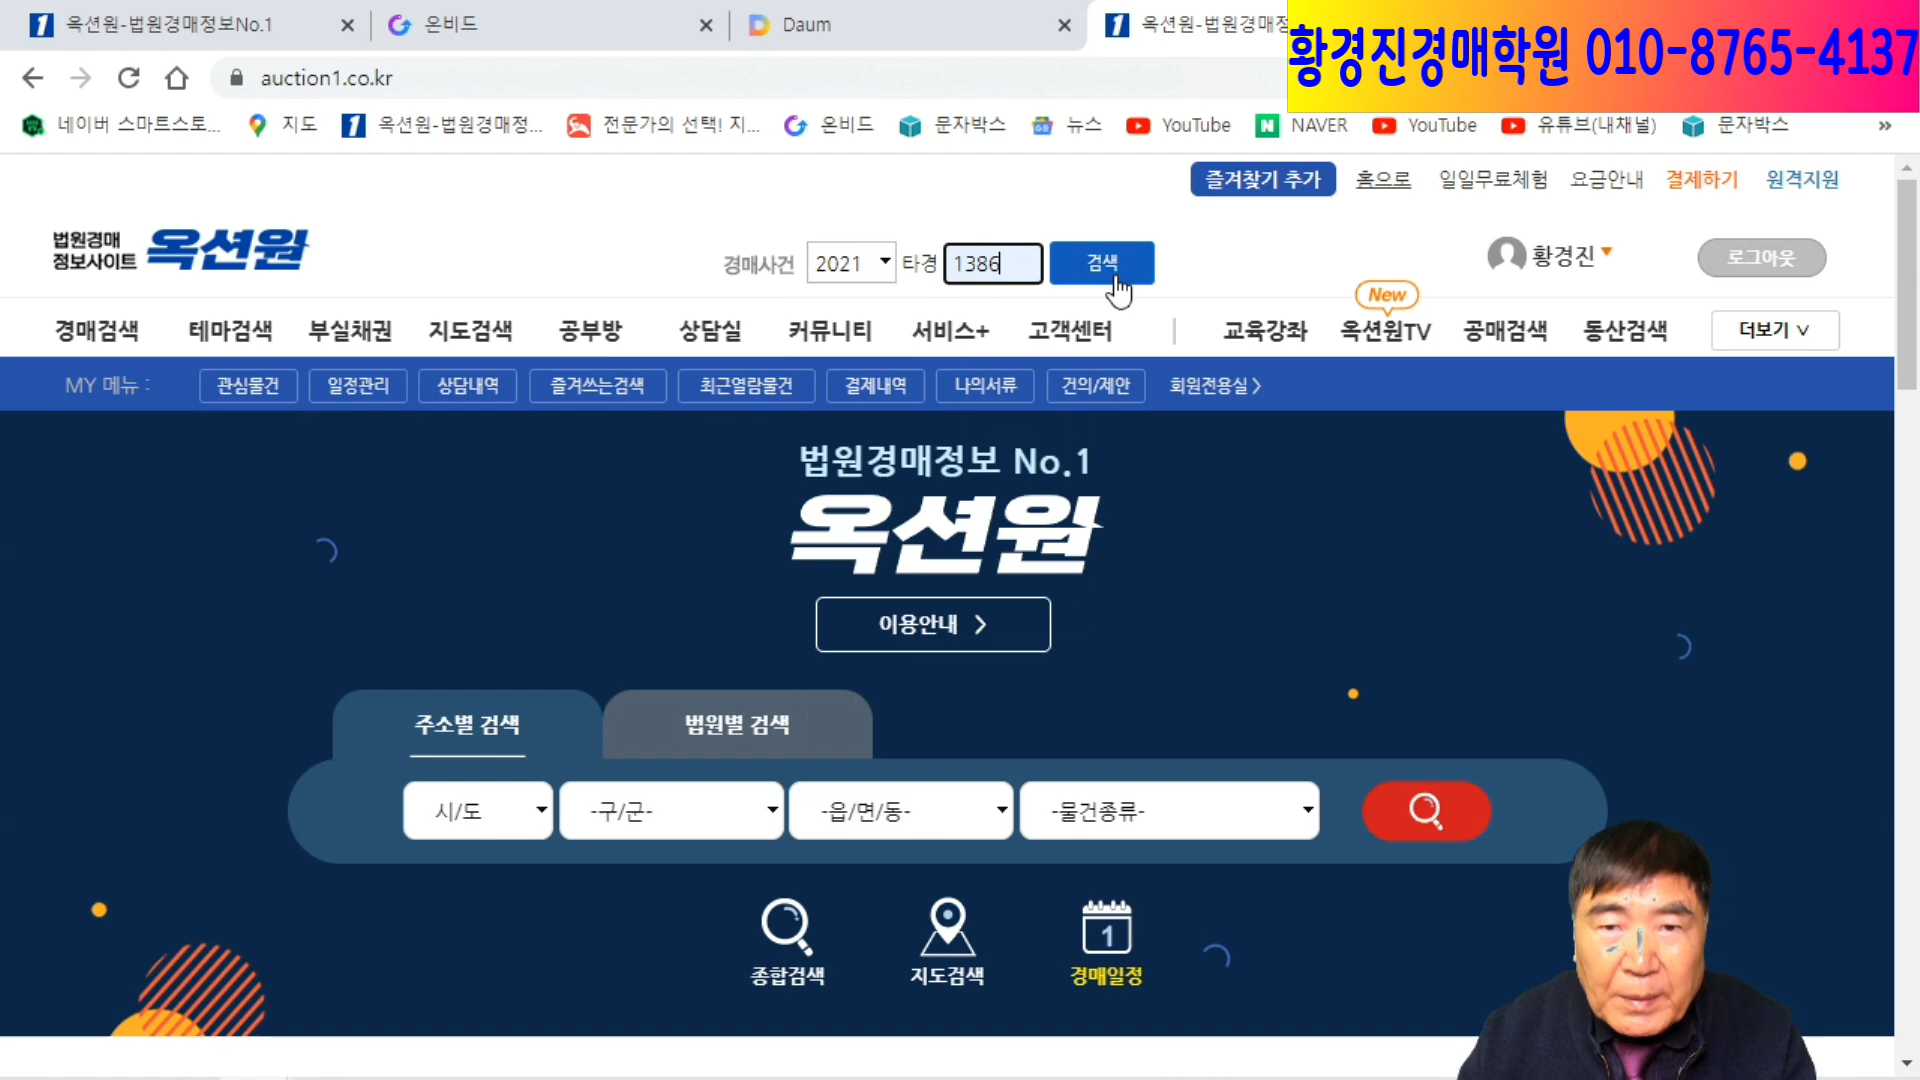 옥션원-법원경매정보No.1
온비드
Daum
옥션원-법원경매정
황경진경매학원 010-8765-4137
auction1.co.kr
네이버 스마트스토...
지도
옥션원-법원경매정...
전문가의 선택! 지...
온비드
문자박스
뉴스
YouTube
NAVER
YouTube
유튜브(내채널)
문자박스
»
즐겨찾기 추가
홈으로
일일무료체험
요금안내
결제하기
원격지원
법원경매
정보사이트
옥션원
경매사건
2021
타경
1386
검색
황경진
로그아웃
New
경매검색
테마검색
부실채권
지도검색
공부방
상담실
커뮤니티
서비스+
고객센터
교육강좌
옥션원TV
공매검색
동산검색
더보기 ∨
MY 메뉴 :
관심물건
일정관리
상담내역
즐겨쓰는검색
최근열람물건
결제내역
나의서류
건의/제안
회원전용실 >
법원경매정보 No.1
옥션원
이용안내 >
주소별 검색
법원별 검색
시/도
-구/군-
-읍/면/동-
-물건종류-
종합검색
지도검색
1
경매일정